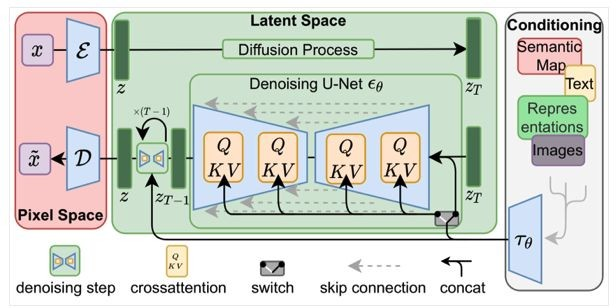 Latent Space
Conditioning
x
ℰ
Diffusion Process
z
z_T
Semantic
Map
Text
Repres
entations
Images
Denoising U-Net ϵ_θ
×(T−1)
x̃
𝒟
z
z_{T−1}
Q
KV
Q
KV
Q
KV
Q
KV
z_T
Pixel Space
τ_θ
denoising step
Q
KV
crossattention
switch
skip connection
concat